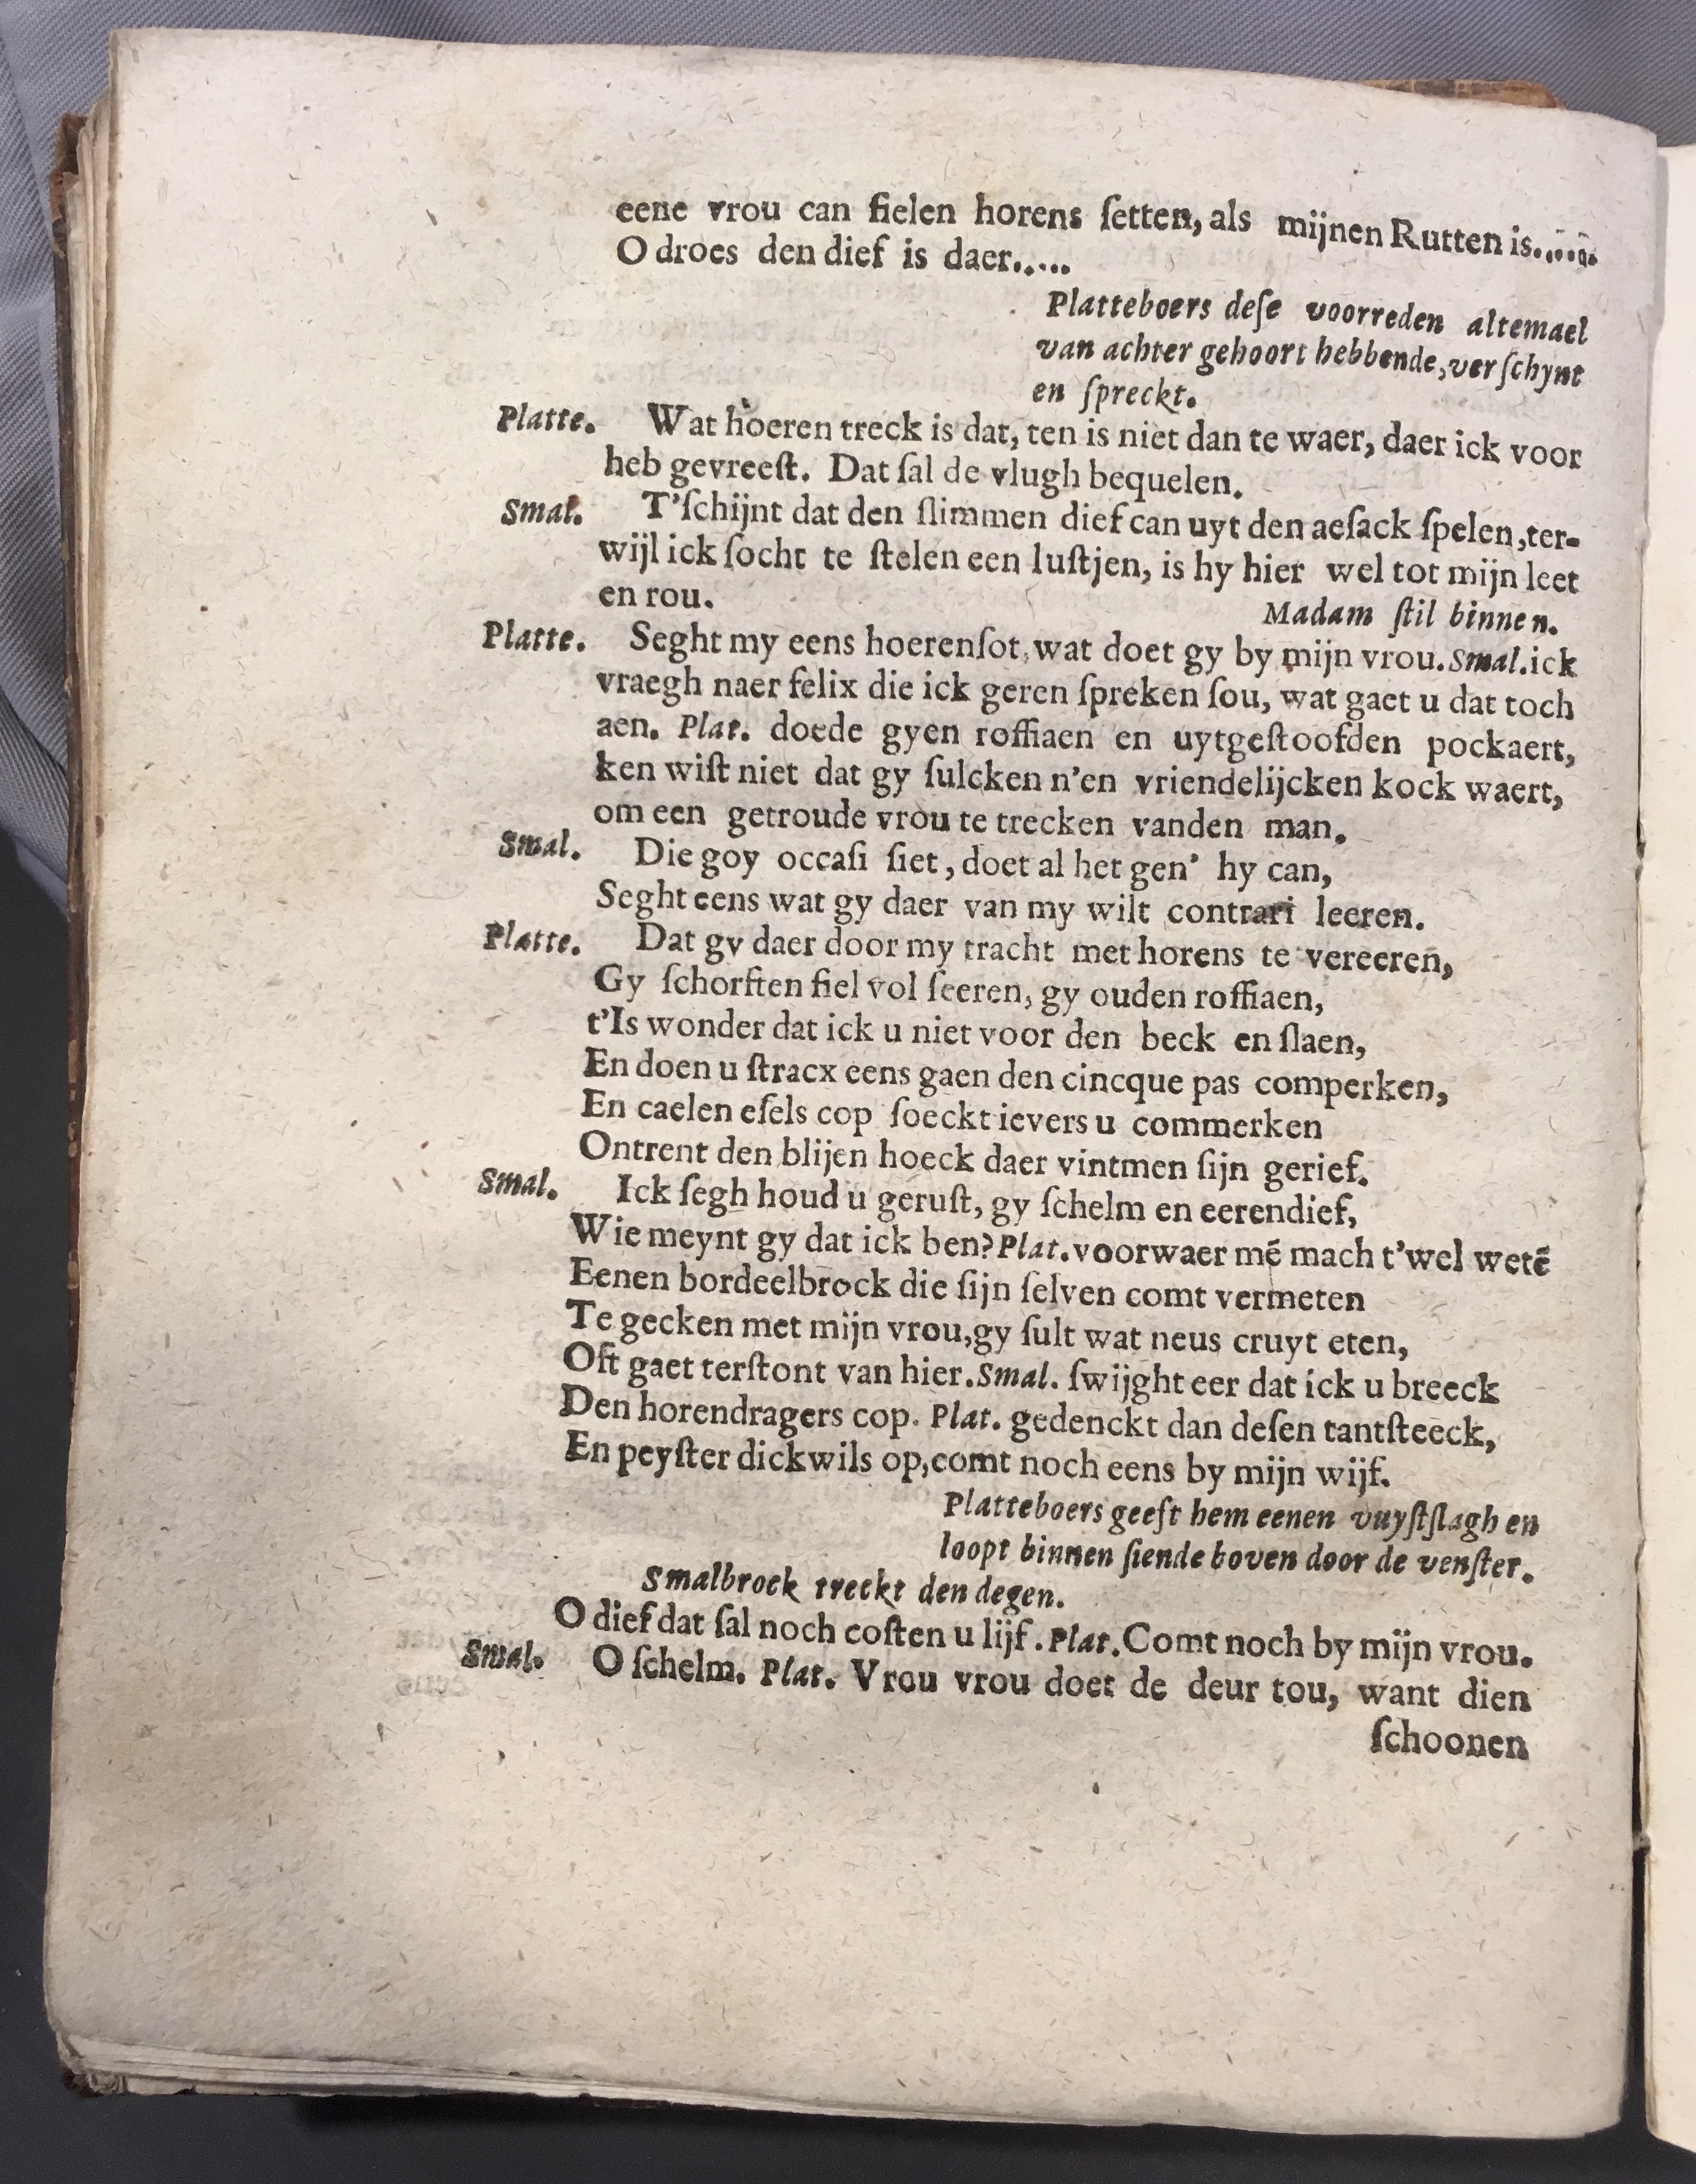 eene vrou can fielen horens ſetten, als mijnen Rutten is......
O droes den dief is daer.....
Platteboers deſe voorreden altemael
van achter gehoort hebbende, verſchynt
en ſpreckt.
Platte. Wat hoeren treck is dat, ten is niet dan te waer, daer ick voor
heb gevreeſt. Dat ſal de vlugh bequelen.
Smal. T'ſchijnt dat den ſlimmen dief can uyt den aeſack ſpelen, ter-
wijl ick ſocht te ſtelen een luſtjen, is hy hier wel tot mijn leet
en rou.
Madam ſtil binnen.
Platte. Seght my eens hoerenſot, wat doet gy by mijn vrou. Smal. ick
vraegh naer felix die ick geren ſpreken ſou, wat gaet u dat toch
aen. Plat. doede gyen roffiaen en uytgeſtoofden pockaert,
ken wiſt niet dat gy ſulcken n'en vriendelijcken kock waert,
om een getroude vrou te trecken vanden man.
Smal. Die goy occaſi ſiet, doet al het gen' hy can,
Seght eens wat gy daer van my wilt contrari leeren.
Platte. Dat gv daer door my tracht met horens te vereeren,
Gy ſchorften fiel vol ſeeren, gy ouden roffiaen,
t'Is wonder dat ick u niet voor den beck en ſlaen,
En doen u ſtracx eens gaen den cincque pas comperken,
En caelen eſels cop ſoeckt ievers u commerken
Ontrent den blijen hoeck daer vintmen ſijn gerief.
Smal. Ick ſegh houd u geruſt, gy ſchelm en eerendief,
Wie meynt gy dat ick ben? Plat. voorwaer mẽ mach t'wel wetẽ
Eenen bordeelbrock die ſijn ſelven comt vermeten
Te gecken met mijn vrou, gy ſult wat neus cruyt eten,
Oft gaet terſtont van hier. Smal. ſwijght eer dat ick u breeck
Den horendragers cop. Plat. gedenckt dan deſen tantſteeck,
En peyſter dickwils op, comt noch eens by mijn wijf.
Platteboers geeft hem eenen vuyſtſlagh en
loopt binnen ſiende boven door de venſter.
Smalbroek treckt den degen.
O dief dat ſal noch coſten u lijf. Plat. Comt noch by mijn vrou.
Smal. O ſchelm. Plat. Vrou vrou doet de deur tou, want dien
ſchoonen